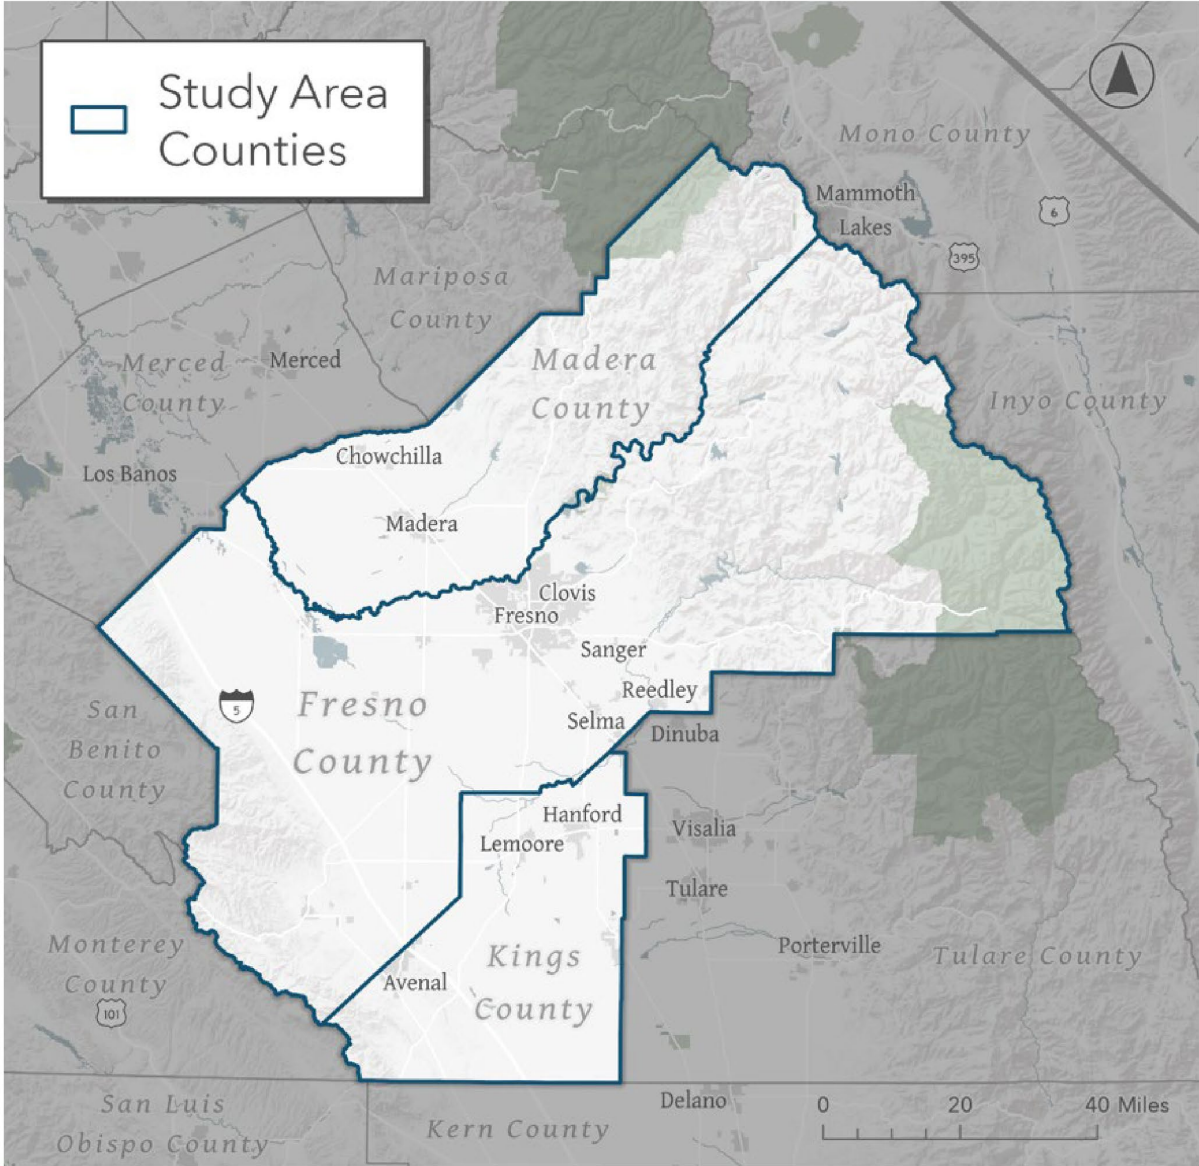 Study Area
Counties
Mono County
Mammoth
Lakes
6
395
Mariposa
County
Merced
County
Merced
Madera
County
Inyo County
Chowchilla
Los Banos
Madera
Clovis
Fresno
Sanger
Reedley
Selma
Dinuba
5
Fresno
County
San
Benito
County
Hanford
Lemoore
Visalia
Tulare
Porterville
Tulare County
Monterey
County
101
Kings
County
Avenal
San Luis
Obispo County
Kern County
Delano
0 20 40 Miles